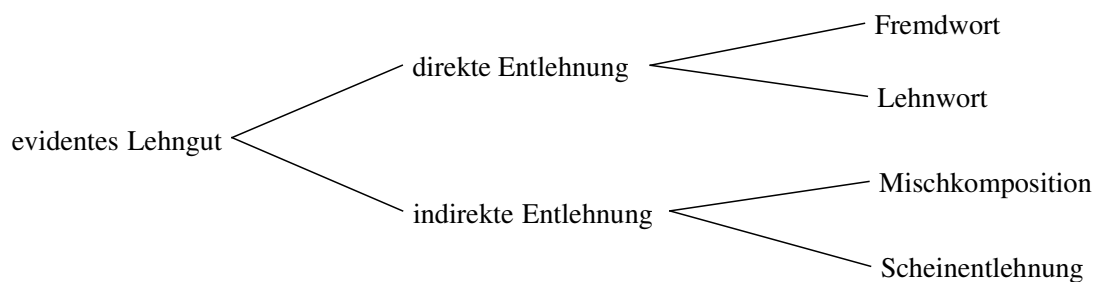 evidentes Lehngut
direkte Entlehnung
Fremdwort
Lehnwort
indirekte Entlehnung
Mischkomposition
Scheinentlehnung